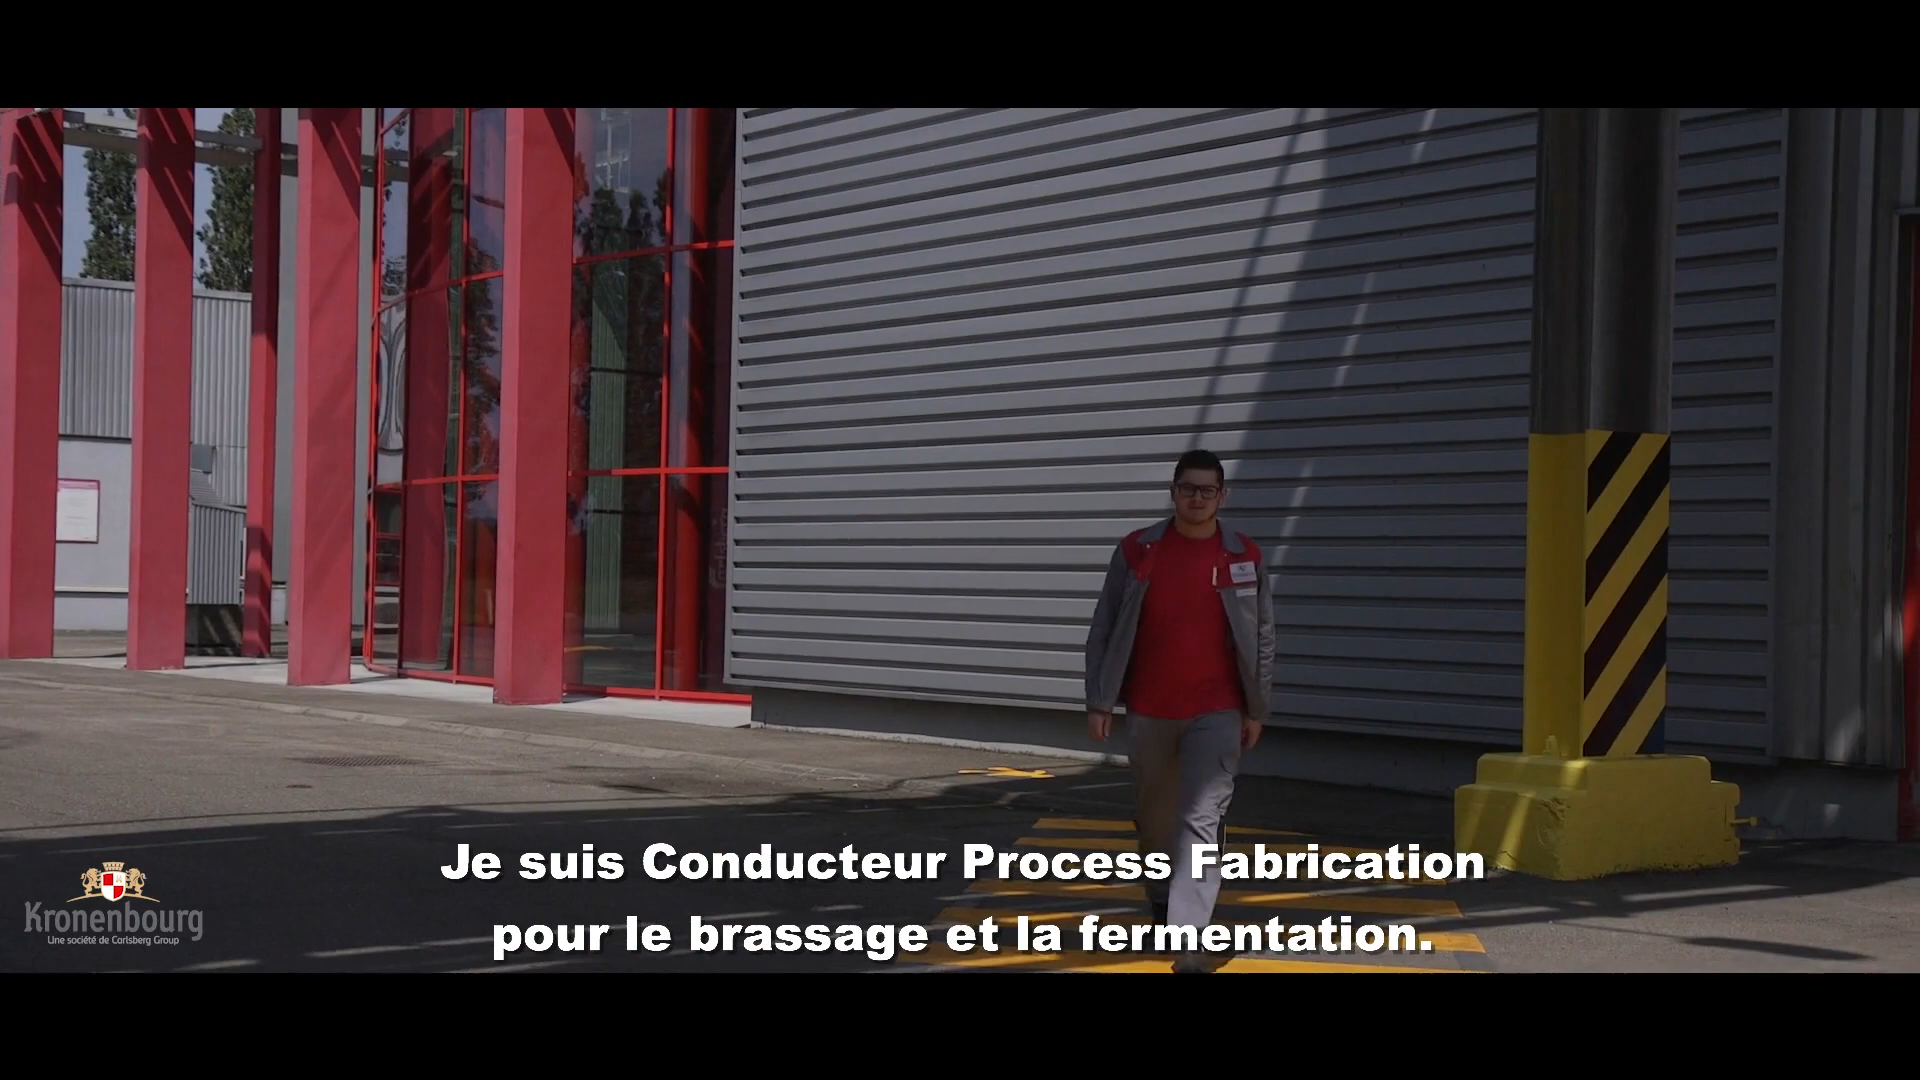 Je suis Conducteur Process Fabrication
pour le brassage et la fermentation.
Kronenbourg
Une société de Carlsberg Group